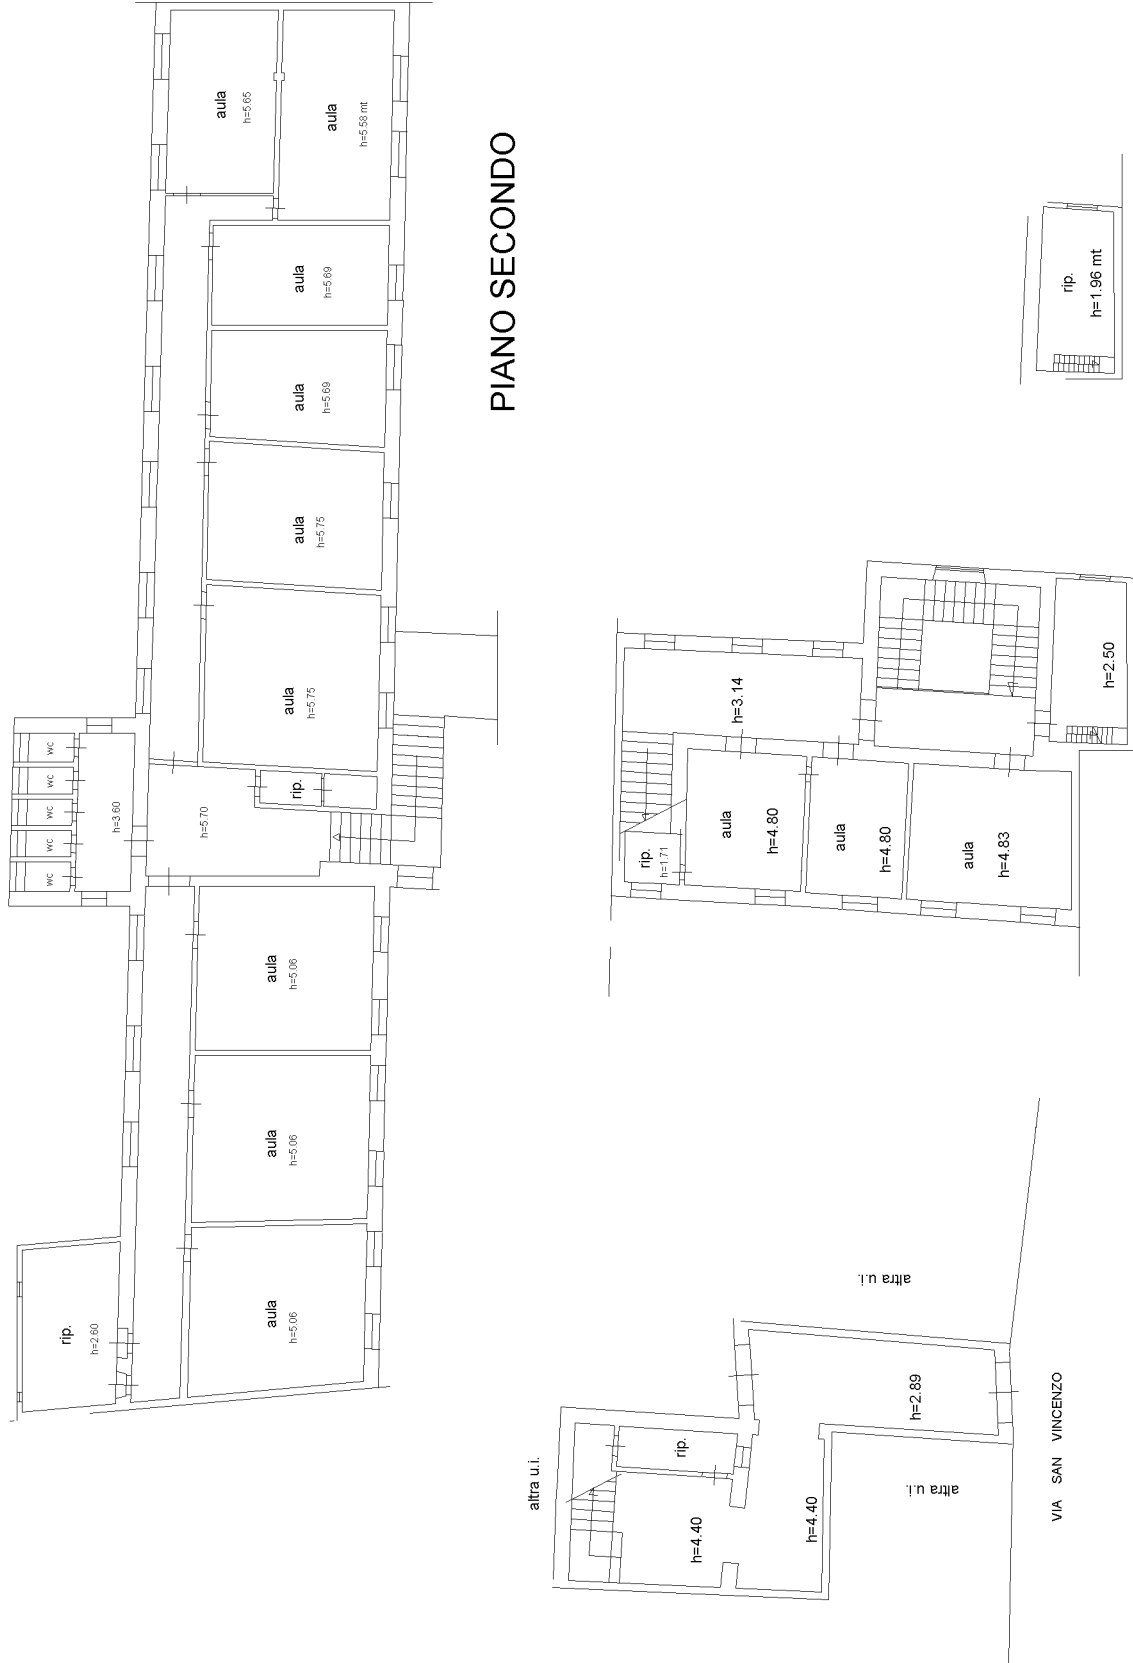 PIANO SECONDO
rip.
h=2.60
aula
h=5.06
aula
h=5.06
aula
h=5.06
wc
wc
wc
wc
wc
h=3.60
h=5.70
rip.
aula
h=5.75
aula
h=5.75
aula
h=5.69
aula
h=5.69
aula
h=5.65
aula
h=5.58 mt
altra u.i.
rip.
h=4.40
h=4.40
h=2.89
altra u.i.
altra u.i.
VIA SAN VINCENZO
rip.
h=1.71
h=3.14
aula
h=4.80
aula
h=4.80
aula
h=4.83
h=2.50
rip.
h=1.96 mt